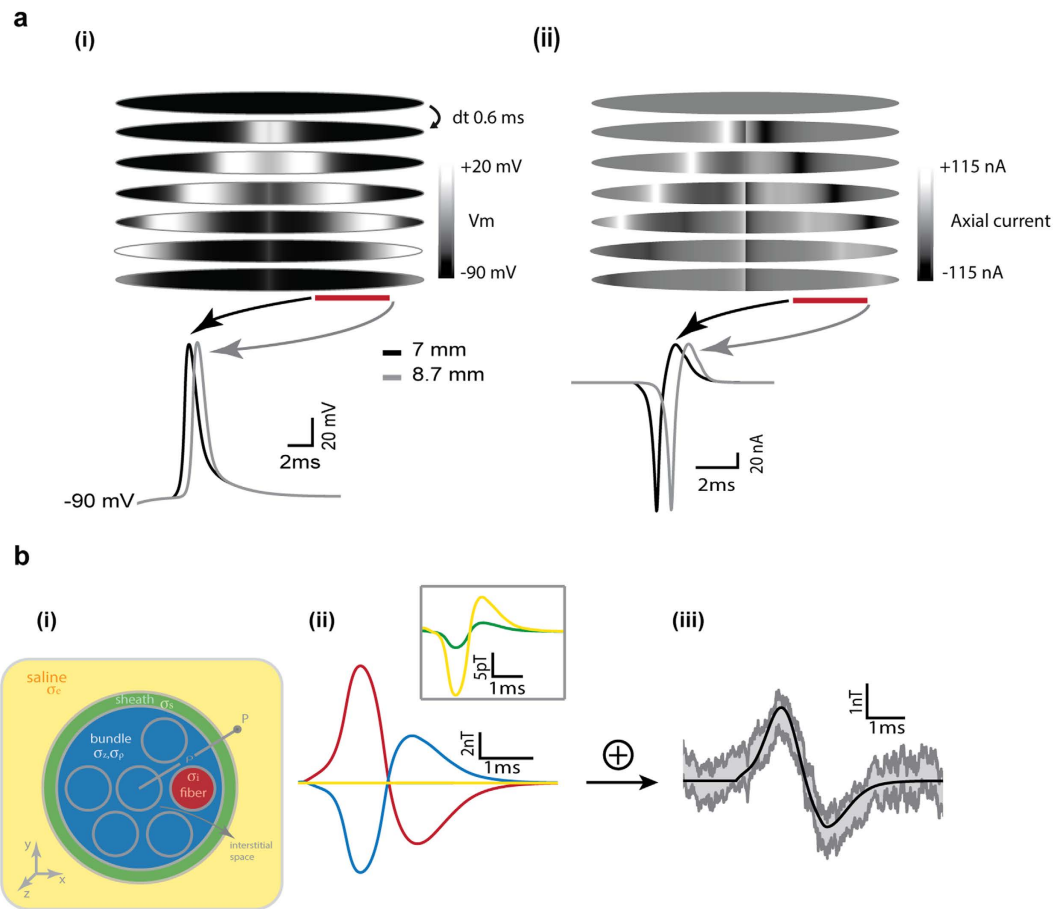 a
(i)
(ii)
dt 0.6 ms
+20 mV
Vm
-90 mV
+115 nA
Axial current
-115 nA
7 mm
8.7 mm
20 mV
2ms
-90 mV
20 nA
2ms
b
(i)
(ii)
(iii)
saline
σe
sheath σs
P
bundle
σz,σρ
ρ
σi
fiber
interstitial
space
y
x
z
5pT
1ms
2nT
1ms
1nT
1ms